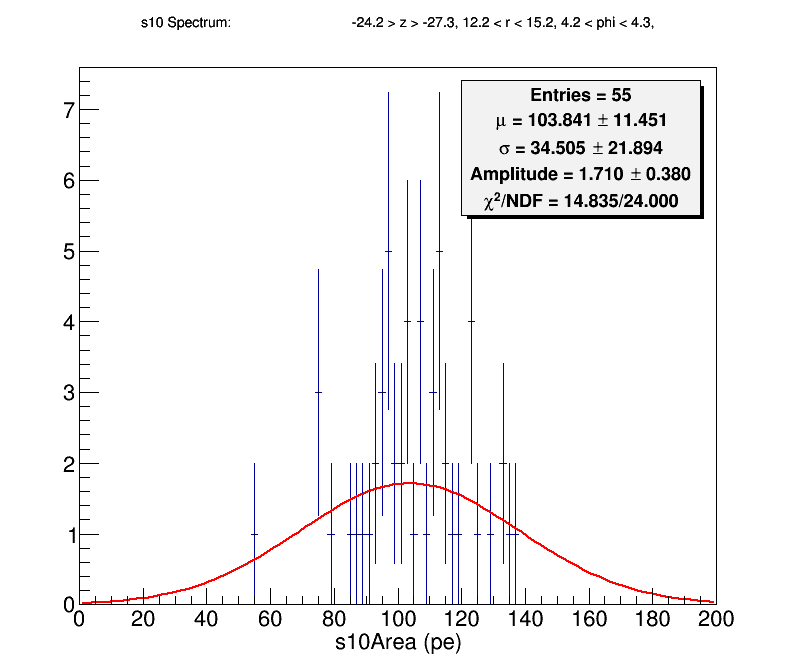 s10 Spectrum: -24.2 > z > -27.3, 12.2 < r < 15.2, 4.2 < phi < 4.3,
Entries = 55
μ = 103.841 ± 11.451
σ = 34.505 ± 21.894
Amplitude = 1.710 ± 0.380
χ²/NDF = 14.835/24.000
7
6
5
4
3
2
1
0
0 20 40 60 80 100 120 140 160 180 200
s10Area (pe)